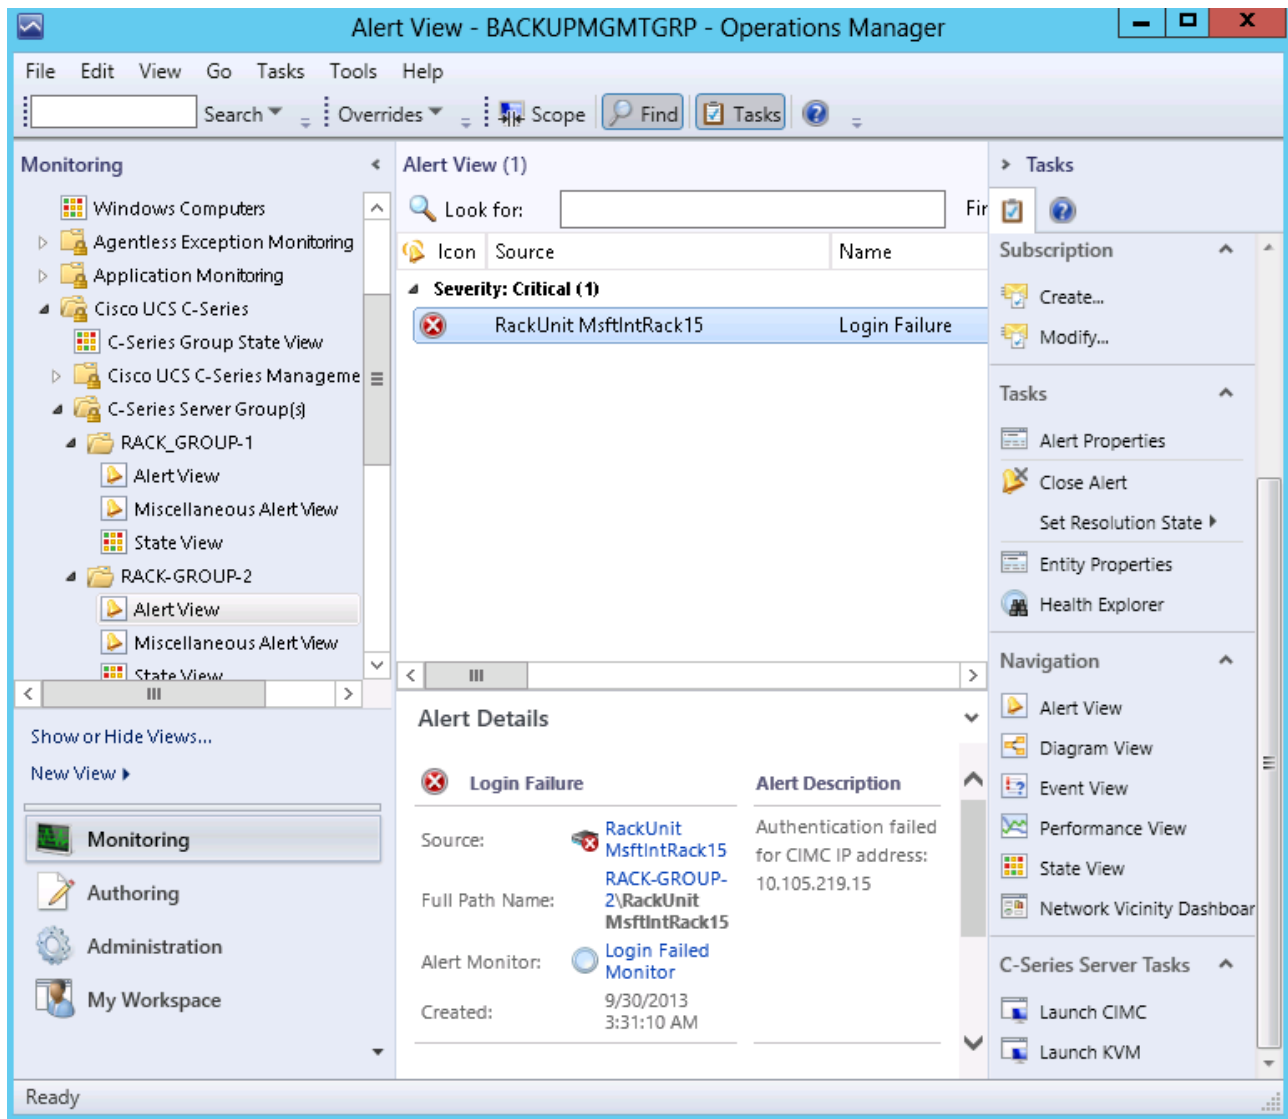 Alert View - BACKUPMGMTGRP - Operations Manager
File Edit View Go Tasks Tools Help
Search Overrides Scope Find Tasks
Monitoring
Windows Computers
Agentless Exception Monitoring
Application Monitoring
Cisco UCS C-Series
C-Series Group State View
Cisco UCS C-Series Manageme
C-Series Server Group(s)
RACK_GROUP-1
Alert View
Miscellaneous Alert View
State View
RACK-GROUP-2
Alert View
Miscellaneous Alert View
State View
Show or Hide Views...
New View
Monitoring
Authoring
Administration
My Workspace
Alert View (1)
Look for: Fir
Icon Source Name
Severity: Critical (1)
RackUnit MsftIntRack15 Login Failure
Alert Details
Login Failure
Source: RackUnit
MsftIntRack15
Full Path Name: RACK-GROUP-
2\RackUnit
MsftIntRack15
Alert Monitor: Login Failed
Monitor
Created: 9/30/2013
3:31:10 AM
Alert Description
Authentication failed
for CIMC IP address:
10.105.219.15
Tasks
Subscription
Create...
Modify...
Tasks
Alert Properties
Close Alert
Set Resolution State
Entity Properties
Health Explorer
Navigation
Alert View
Diagram View
Event View
Performance View
State View
Network Vicinity Dashboar
C-Series Server Tasks
Launch CIMC
Launch KVM
Ready